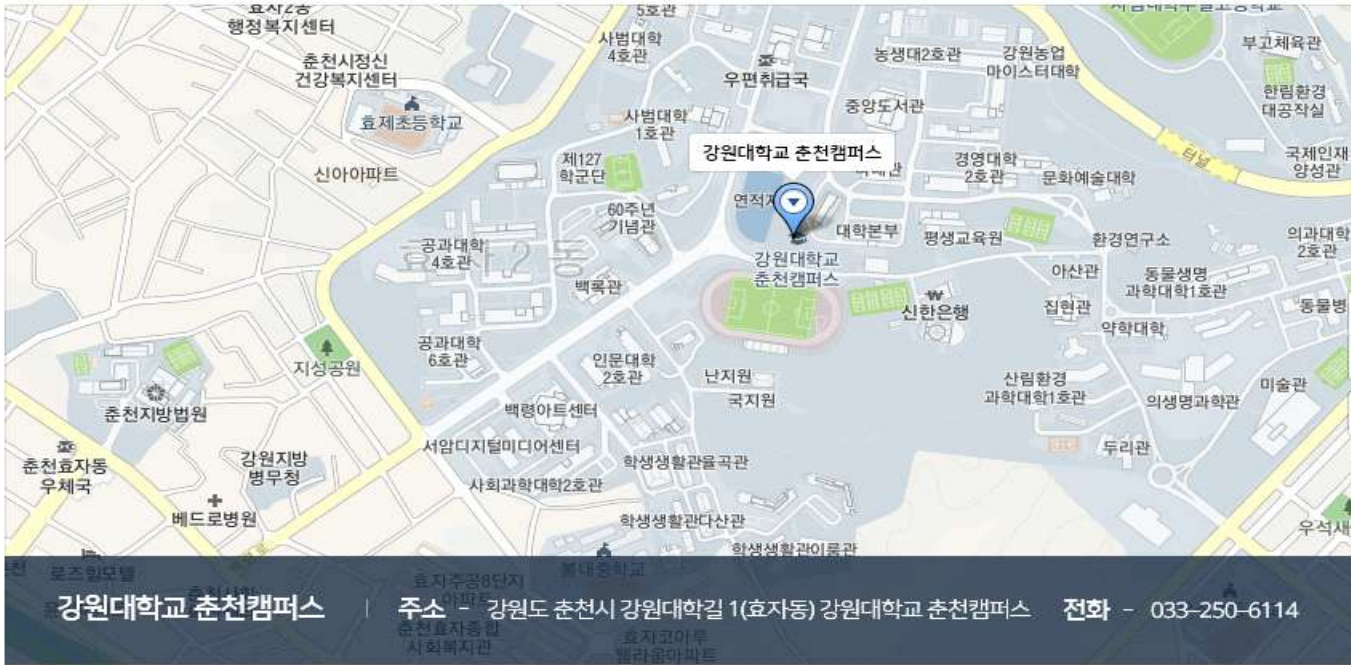 효자2동
행정복지센터
5호관
사범대학
4호관
우편취급국
농생대2호관
강원농업
마이스터대학
부고체육관
한림환경
대공작실
춘천시정신
건강복지센터
효제초등학교
사범대학
1호관
중앙도서관
강원대학교 춘천캠퍼스
터널
국제인재
양성관
신아아파트
제127
학군단
경영대학
2호관
문화예술대학
60주년
기념관
대학본부
평생교육원
환경연구소
의과대학
2호관
공과대학
4호관
강원대학교
춘천캠퍼스
아산관
동물생명
과학대학1호관
백록관
신한은행
집현관
동물병
약학대학
공과대학
6호관
지성공원
인문대학
2호관
난지원
국지원
산림환경
과학대학1호관
의생명과학관
미술관
춘천지방법원
백령아트센터
서암디지털미디어센터
두리관
춘천효자동
우체국
강원지방
병무청
학생생활관율곡관
사회과학대학2호관
베드로병원
학생생활관다산관
우석새
학생생활관이룡관
로즈힐모텔
봄내중학교
효자주공8단지
아파트
강원대학교 춘천캠퍼스 | 주소 - 강원도 춘천시 강원대학길 1(효자동) 강원대학교 춘천캠퍼스 전화 - 033-250-6114
춘천효자종합
사회복지관
효자코아루
웰라움아파트